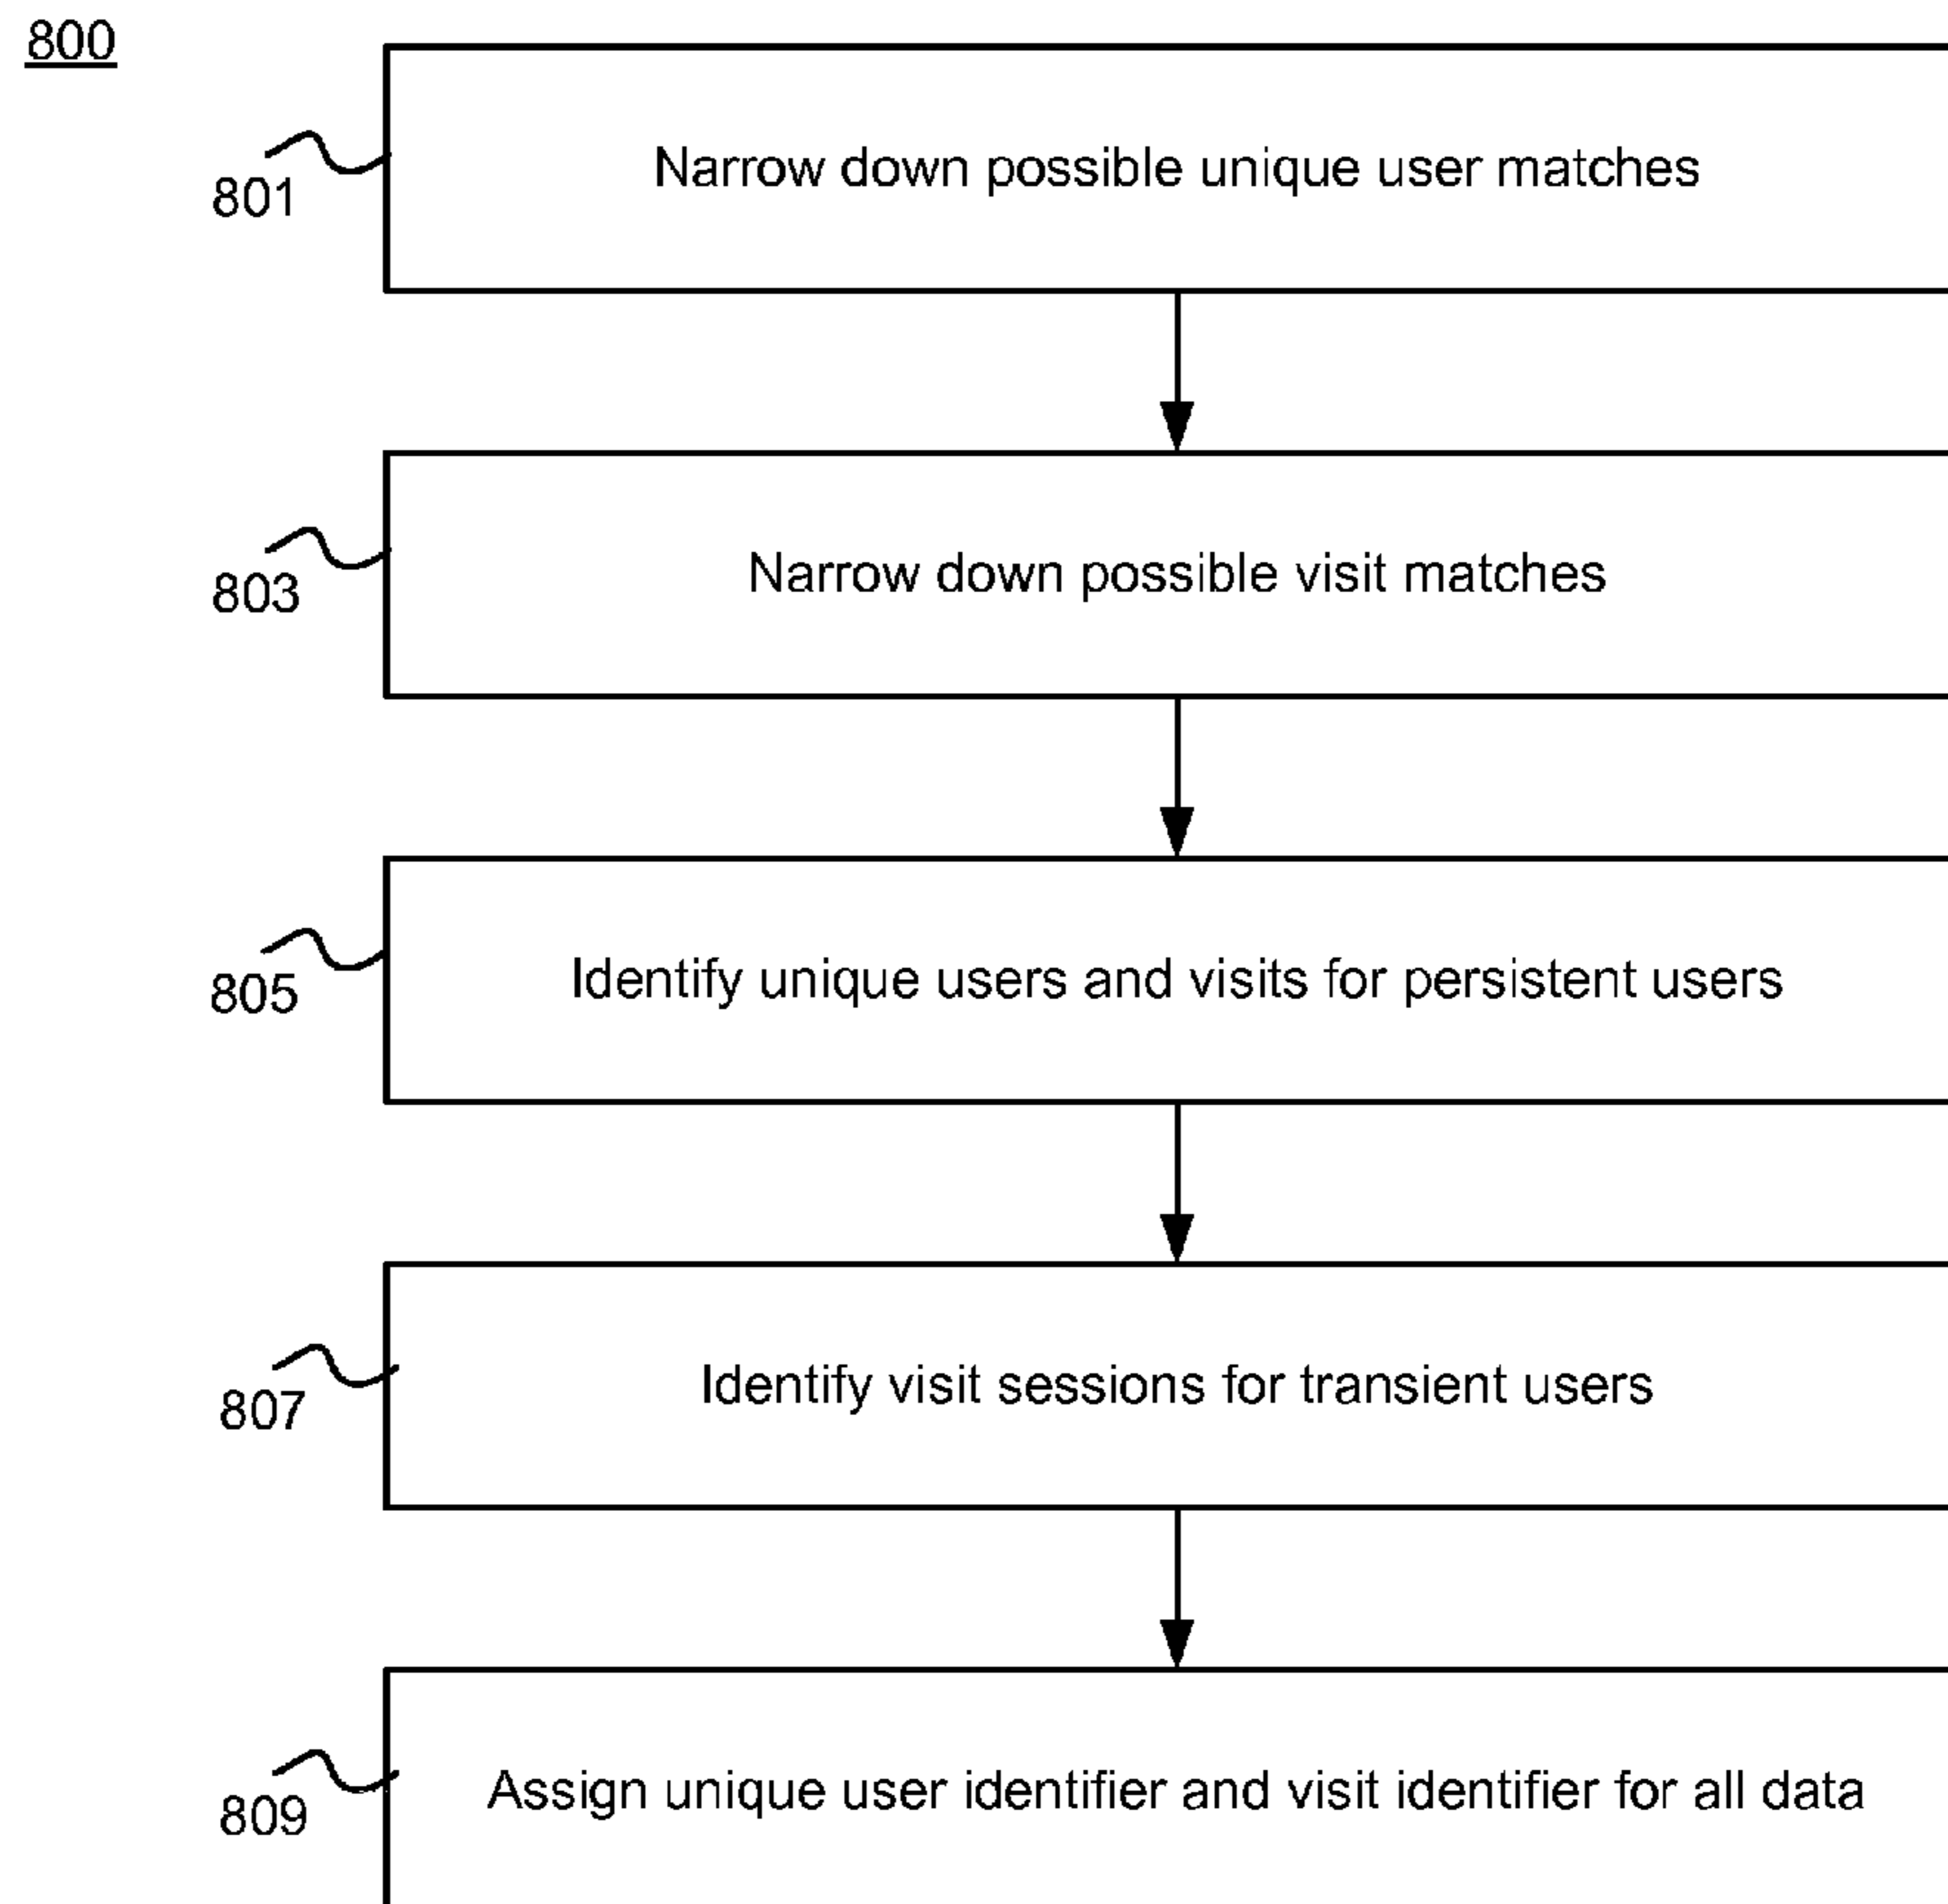 800
Narrow down possible unique user matches
801
Narrow down possible visit matches
803
Identify unique users and visits for persistent users
805
Identify visit sessions for transient users
807
Assign unique user identifier and visit identifier for all data
809